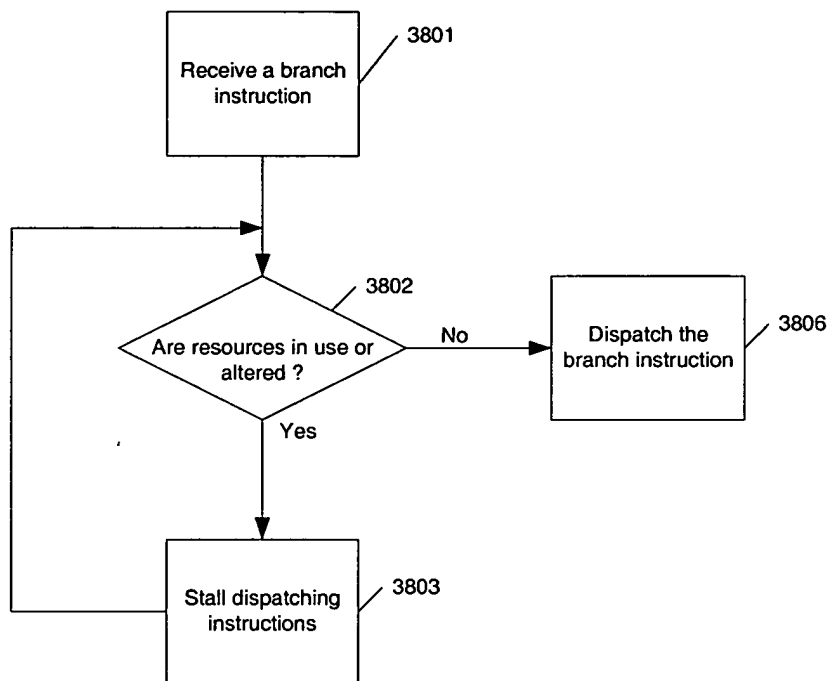 3801
Receive a branch
instruction
3802
Are resources in use or
altered ?
No
Dispatch the
branch instruction
3806
Yes
Stall dispatching
instructions
3803